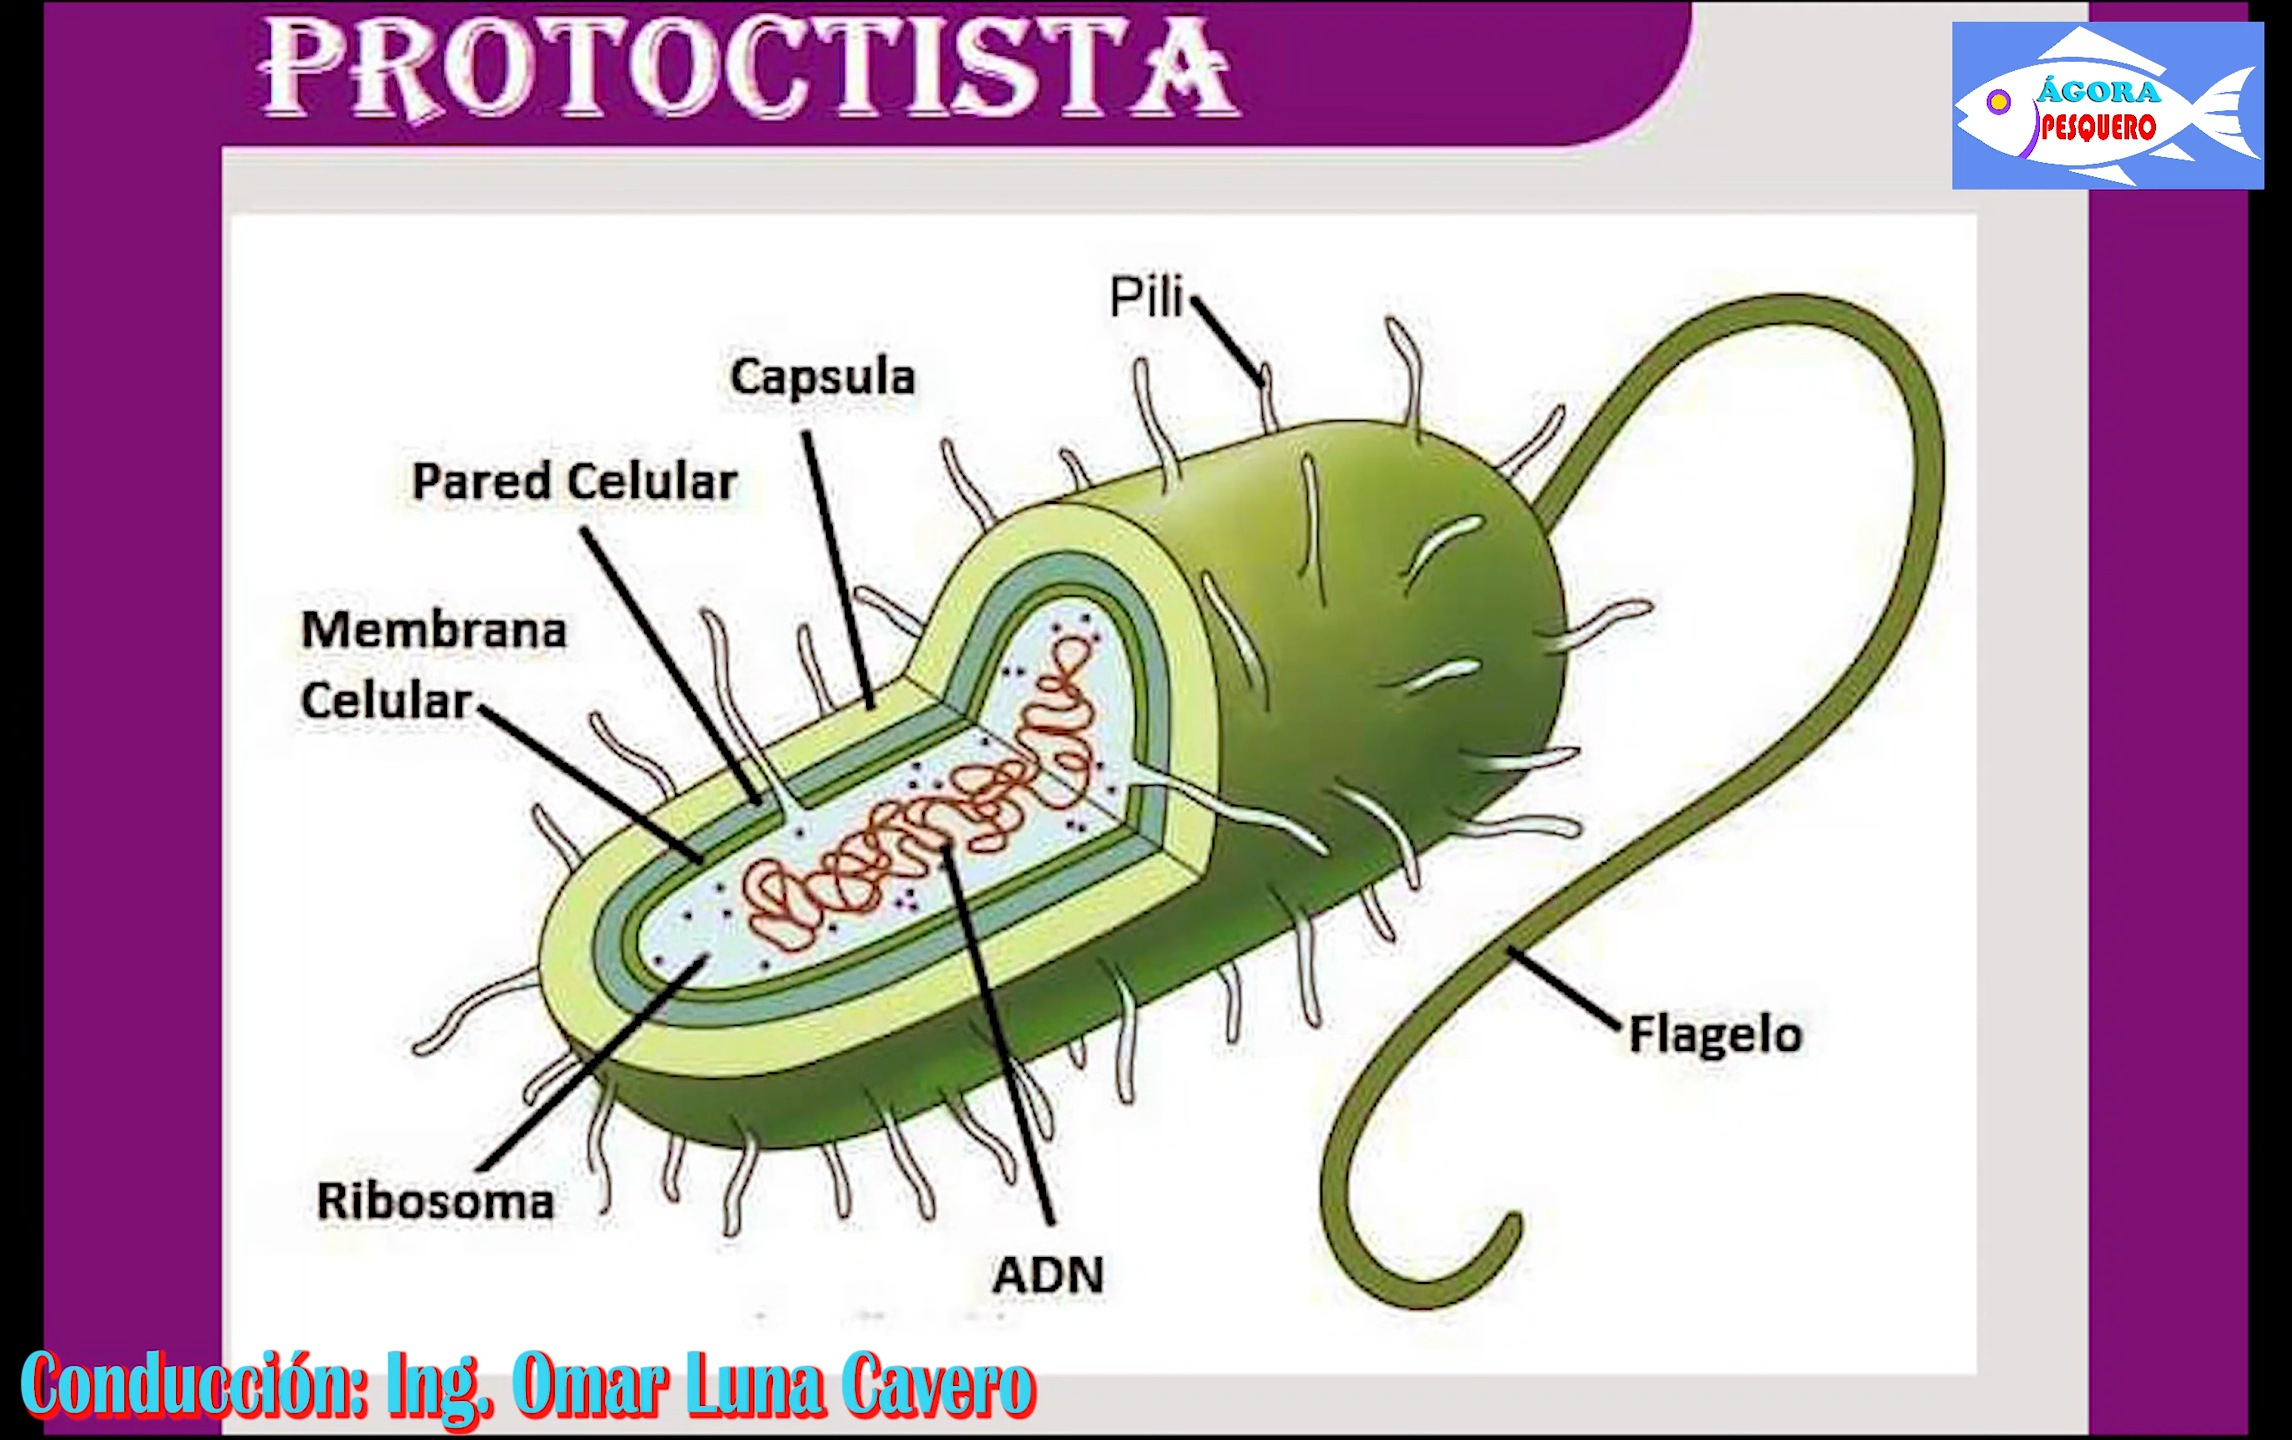 PROTOCTISTA
ÁGORA
PESQUERO
Pili
Capsula
Pared Celular
Membrana
Celular
Flagelo
Ribosoma
ADN
Conducción: Ing. Omar Luna Cavero